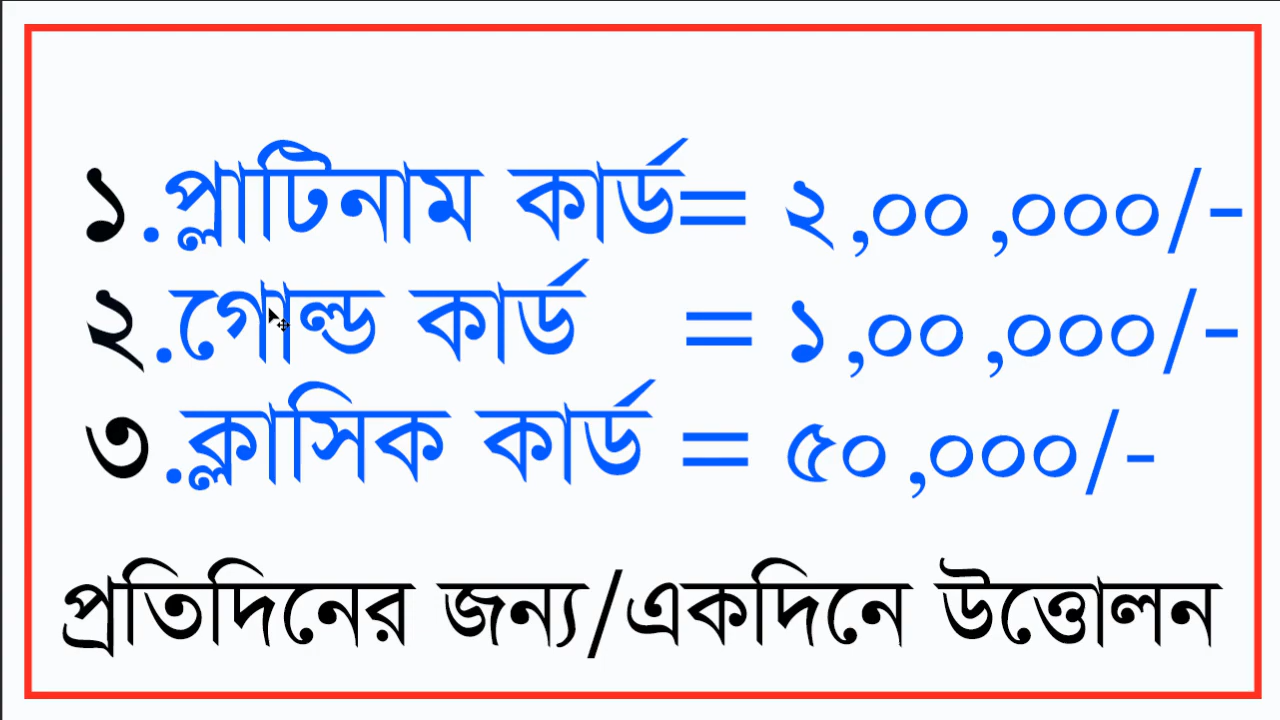 ১.প্লাটিনাম কার্ড= ২,০০,০০০/-
২.গোল্ড কার্ড = ১,০০,০০০/-
৩.ক্লাসিক কার্ড = ৫০,০০০/-
প্রতিদিনের জন্য/একদিনে উত্তোলন